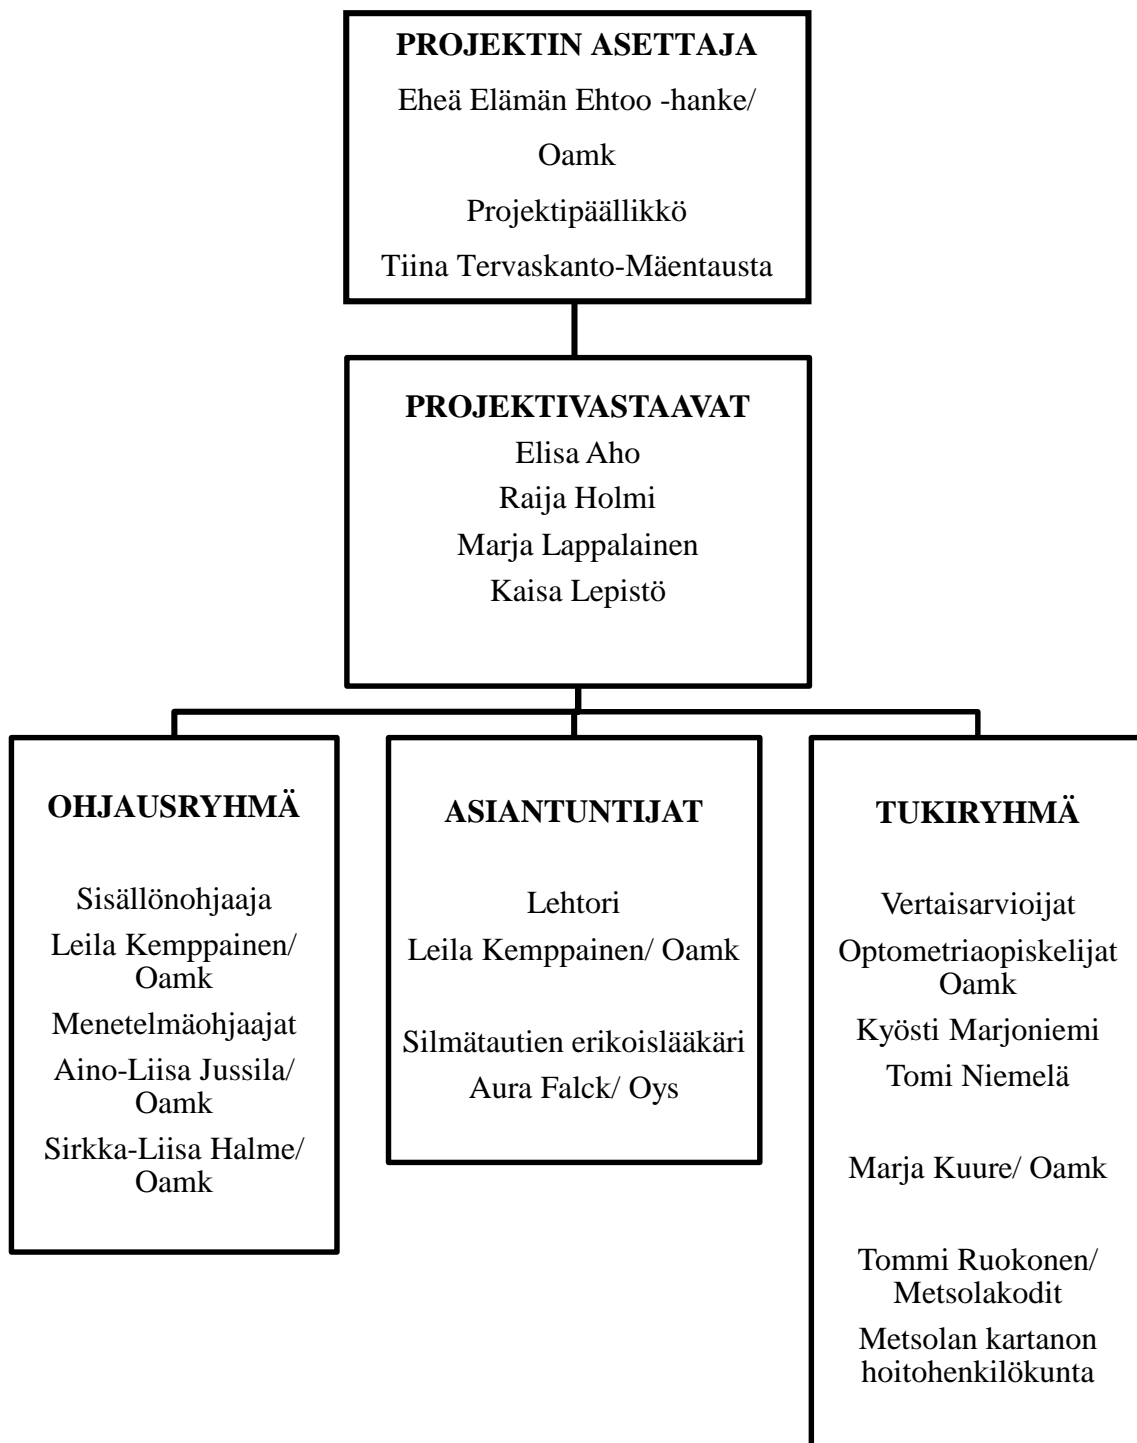 PROJEKTIN ASETTAJA
Eheä Elämän Ehtoo -hanke/
Oamk
Projektipäällikkö
Tiina Tervaskanto-Mäentausta
PROJEKTIVASTAAVAT
Elisa Aho
Raija Holmi
Marja Lappalainen
Kaisa Lepistö
OHJAUSRYHMÄ
Sisällönohjaaja
Leila Kemppainen/
Oamk
Menetelmäohjaajat
Aino-Liisa Jussila/
Oamk
Sirkka-Liisa Halme/
Oamk
ASIANTUNTIJAT
Lehtori
Leila Kemppainen/ Oamk
Silmätautien erikoislääkäri
Aura Falck/ Oys
TUKIRYHMÄ
Vertaisarvioijat
Optometriaopiskelijat
Oamk
Kyösti Marjoniemi
Tomi Niemelä
Marja Kuure/ Oamk
Tommi Ruokonen/
Metsolakodit
Metsolan kartanon
hoitohenkilökunta